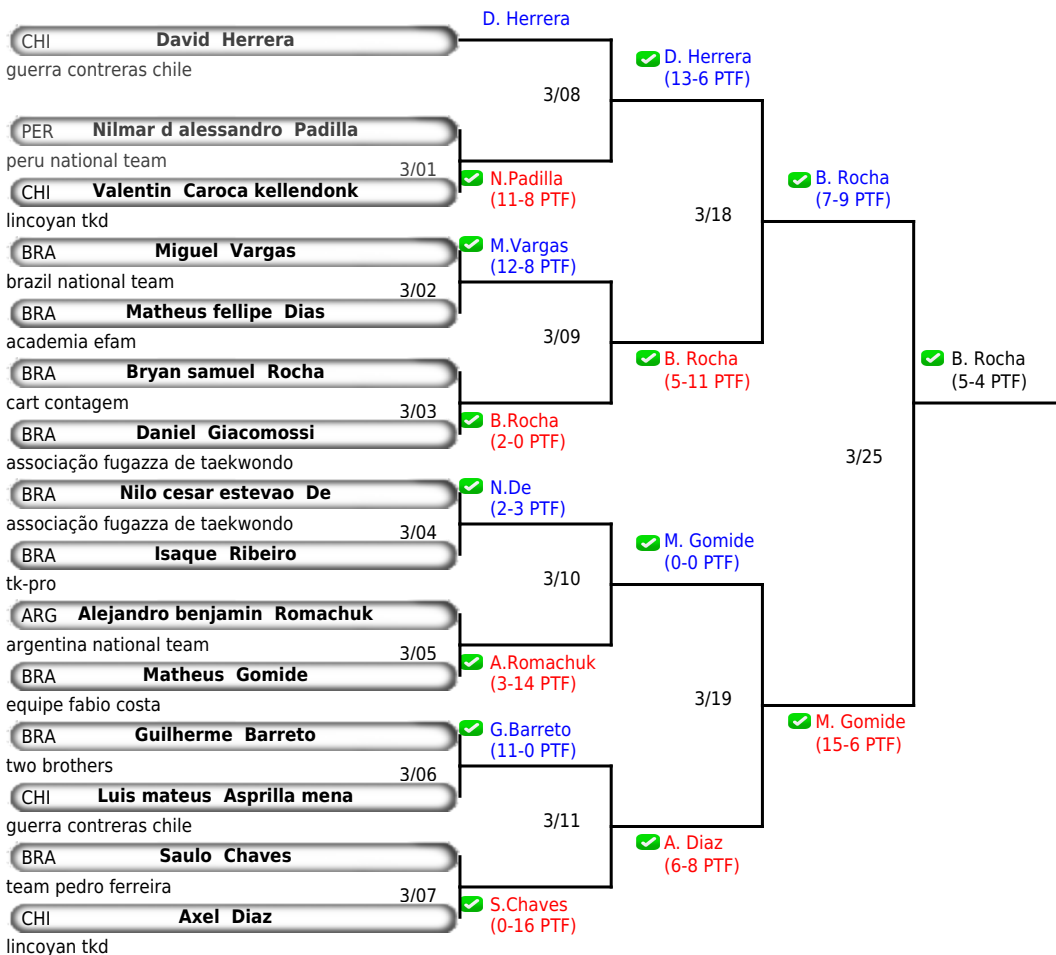 D. Herrera
CHI David Herrera
guerra contreras chile
D. Herrera
(13-6 PTF)
3/08
PER Nilmar d alessandro Padilla
peru national team
3/01
CHI Valentin Caroca kellendonk
lincoyan tkd
N.Padilla
(11-8 PTF)
B. Rocha
(7-9 PTF)
3/18
BRA Miguel Vargas
brazil national team
M.Vargas
(12-8 PTF)
3/02
BRA Matheus fellipe Dias
academia efam
3/09
B. Rocha
(5-11 PTF)
BRA Bryan samuel Rocha
cart contagem
3/03
BRA Daniel Giacomossi
associação fugazza de taekwondo
B.Rocha
(2-0 PTF)
B. Rocha
(5-4 PTF)
3/25
BRA Nilo cesar estevao De
associação fugazza de taekwondo
N.De
(2-3 PTF)
3/04
BRA Isaque Ribeiro
tk-pro
M. Gomide
(0-0 PTF)
3/10
ARG Alejandro benjamin Romachuk
argentina national team
3/05
BRA Matheus Gomide
equipe fabio costa
A.Romachuk
(3-14 PTF)
3/19
M. Gomide
(15-6 PTF)
BRA Guilherme Barreto
two brothers
G.Barreto
(11-0 PTF)
3/06
CHI Luis mateus Asprilla mena
guerra contreras chile
3/11
A. Diaz
(6-8 PTF)
BRA Saulo Chaves
team pedro ferreira
3/07
CHI Axel Diaz
lincoyan tkd
S.Chaves
(0-16 PTF)